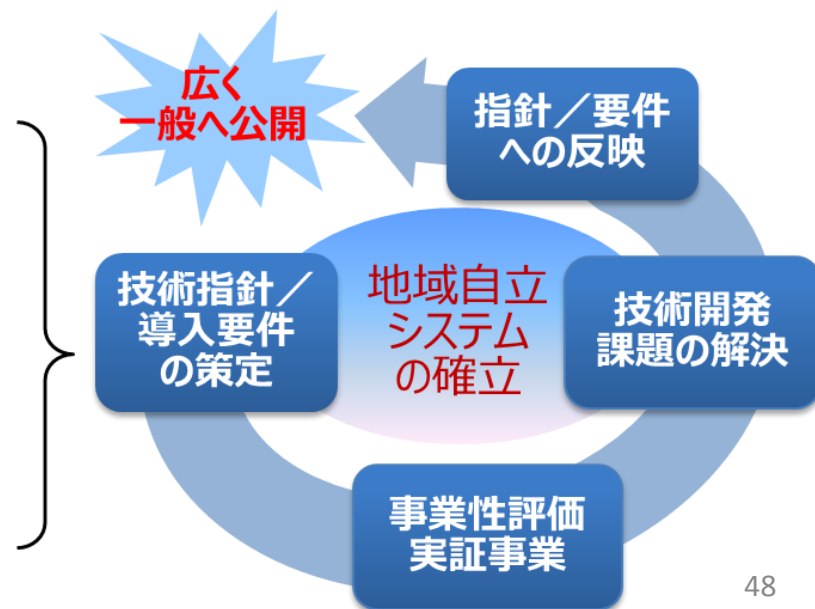 広く
一般へ公開
指針／要件
への反映
技術指針／
導入要件
の策定
地域自立
システム
の確立
技術開発
課題の解決
事業性評価
実証事業
48